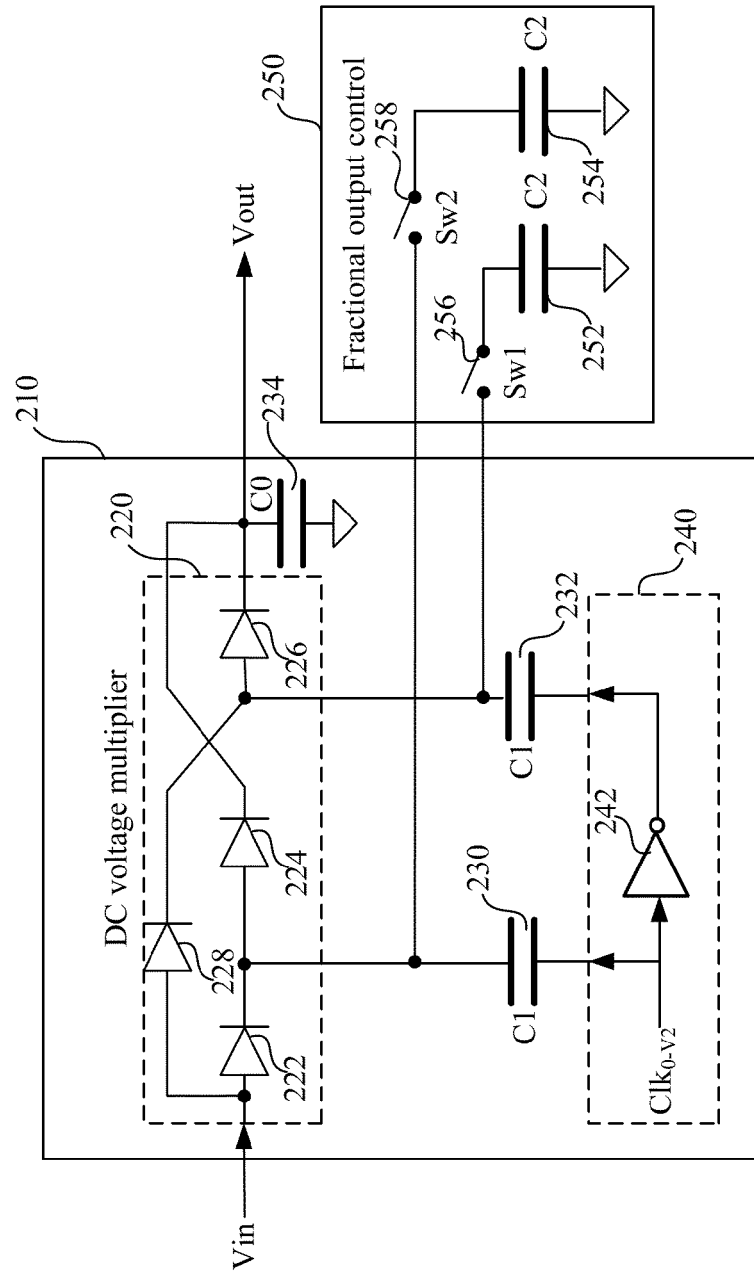 210
250
220
DC voltage multiplier
Fractional output control
228
258
Vin
222
224
226
C0
234
Vout
256
Sw2
Sw1
C2
C2
252
254
230
232
C1
C1
240
242
Clk0-V2